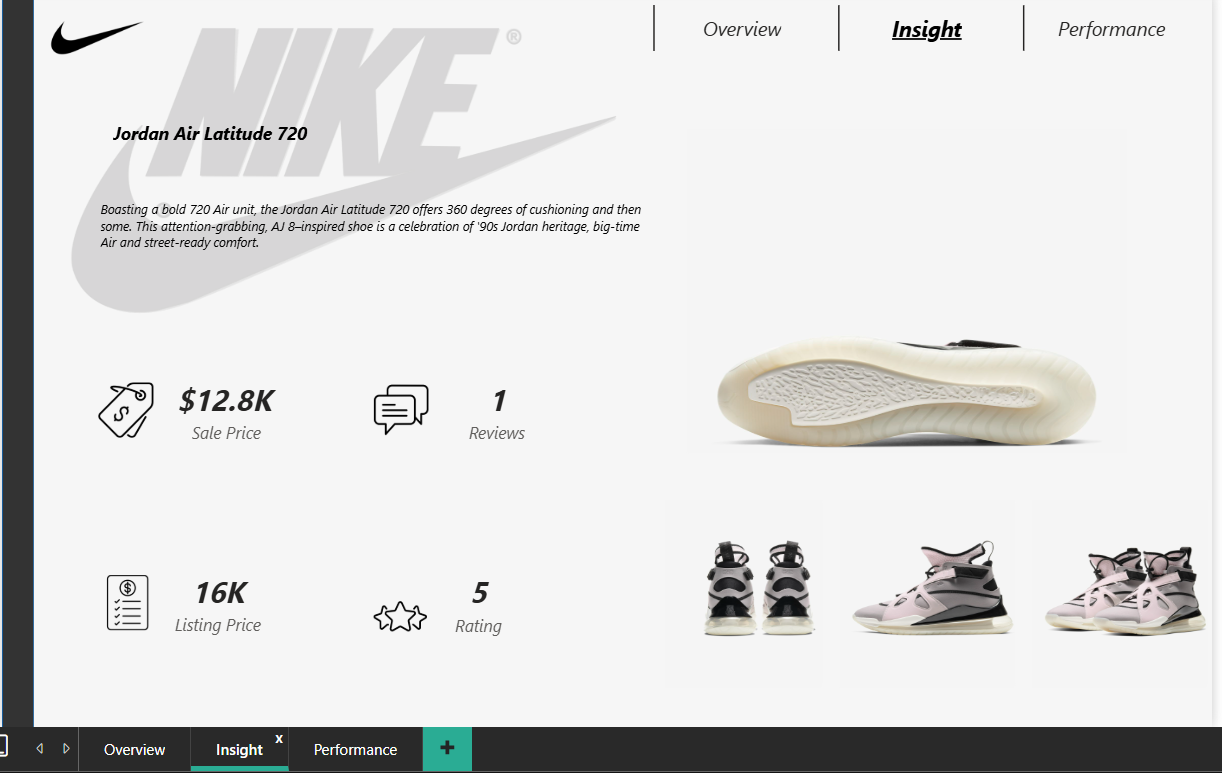 NIKE ®
Overview
Insight
Performance
Jordan Air Latitude 720
Boasting a bold 720 Air unit, the Jordan Air Latitude 720 offers 360 degrees of cushioning and then
some. This attention-grabbing, AJ 8–inspired shoe is a celebration of '90s Jordan heritage, big-time
Air and street-ready comfort.
$
$12.8K
Sale Price
1
Reviews
$
16K
Listing Price
5
Rating
Overview
Insight
x
Performance
+